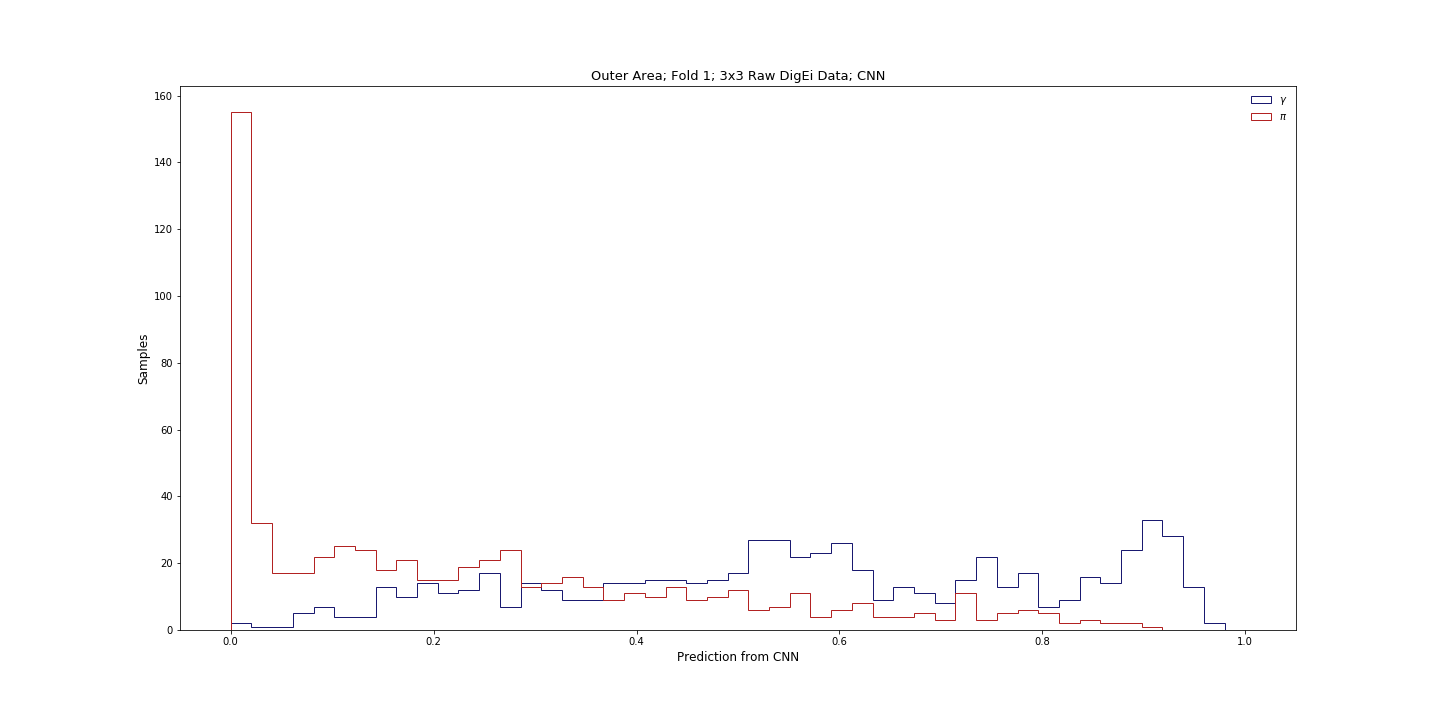 Outer Area; Fold 1; 3x3 Raw DigEi Data; CNN
γ
π
160
140
120
100
80
60
40
20
0
Samples
0.0 0.2 0.4 0.6 0.8 1.0
Prediction from CNN